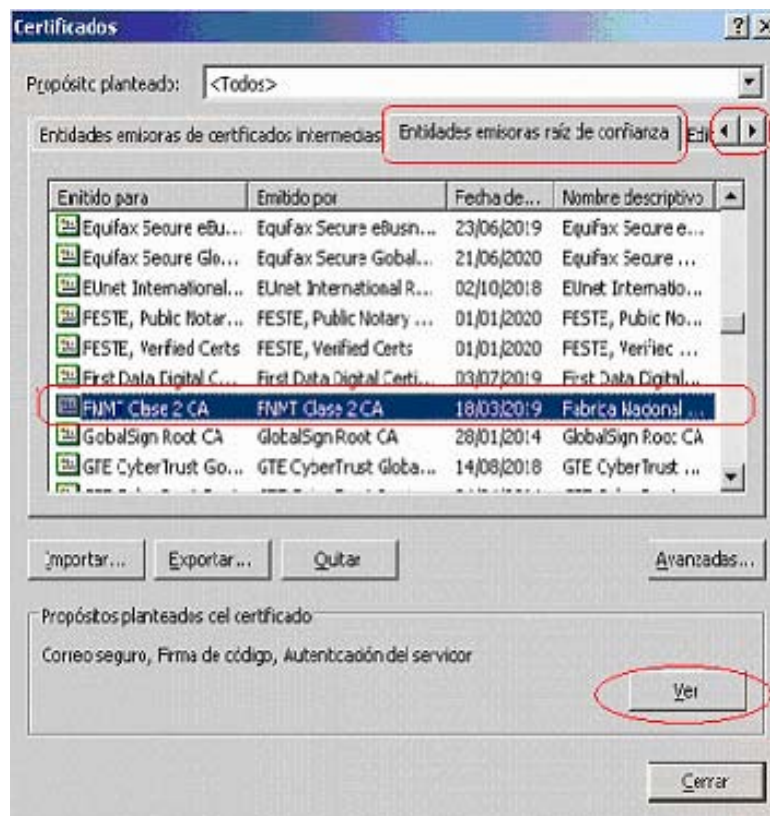 Certificados
Propósito planteado: <Todos>
Entidades emisoras de certificados intermedias Entidades emisoras raíz de confianza Edi
Emitido para Emitido por Fecha de... Nombre descriptivo
Equifax Secure eBu... Equifax Secure eBusin... 23/06/2019 Equifax Secure e...
Equifax Secure Glo... Equifax Secure Global... 21/06/2020 Equifax Secure ...
EUnet International... EUnet International R... 02/10/2018 EUnet Internatio...
FESTE, Public Notar... FESTE, Public Notary ... 01/01/2020 FESTE, Public No...
FESTE, Verified Certs FESTE, Verified Certs 01/01/2020 FESTE, Verified ...
First Data Digital C... First Data Digital Certi... 03/07/2019 First Data Digital...
FNMT Clase 2 CA FNMT Clase 2 CA 18/03/2019 Fabrica Nacional ...
GlobalSign Root CA GlobalSign Root CA 28/01/2014 GlobalSign Root CA
GTE CyberTrust Go... GTE CyberTrust Globa... 14/08/2018 GTE CyberTrust ...
Importar... Exportar... Quitar Avanzadas...
Propósitos planteados del certificado
Correo seguro, Firma de código, Autenticación del servidor
Ver
Cerrar